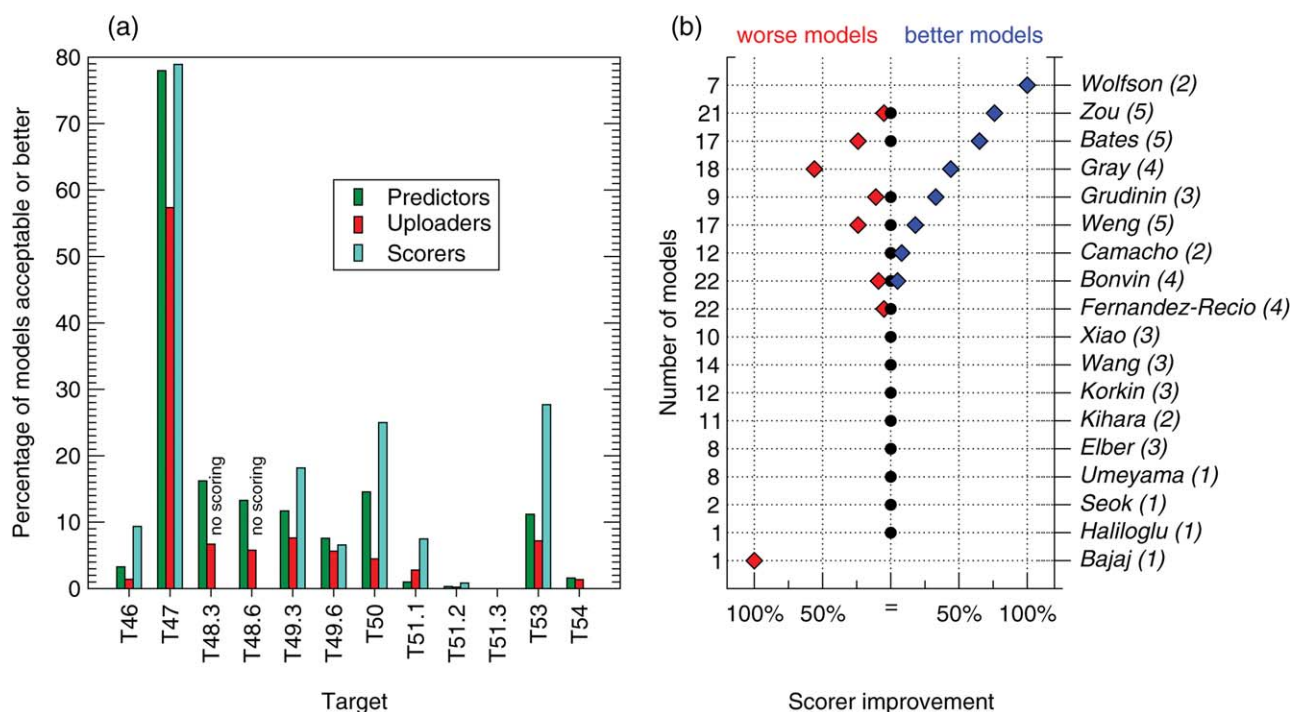 (a)
Percentage of models acceptable or better
80
70
60
50
40
30
20
10
0
Predictors
Uploaders
Scorers
no scoring
no scoring
T46
T47
T48.3
T48.6
T49.3
T49.6
T50
T51.1
T51.2
T51.3
T53
T54
Target
(b)
worse models better models
Number of models
7 Wolfson (2)
21 Zou (5)
17 Bates (5)
18 Gray (4)
9 Grudinin (3)
17 Weng (5)
12 Camacho (2)
22 Bonvin (4)
22 Fernandez-Recio (4)
10 Xiao (3)
14 Wang (3)
12 Korkin (3)
11 Kihara (2)
8 Elber (3)
8 Umeyama (1)
2 Seok (1)
1 Haliloglu (1)
1 Bajaj (1)
100% 50% = 50% 100%
Scorer improvement